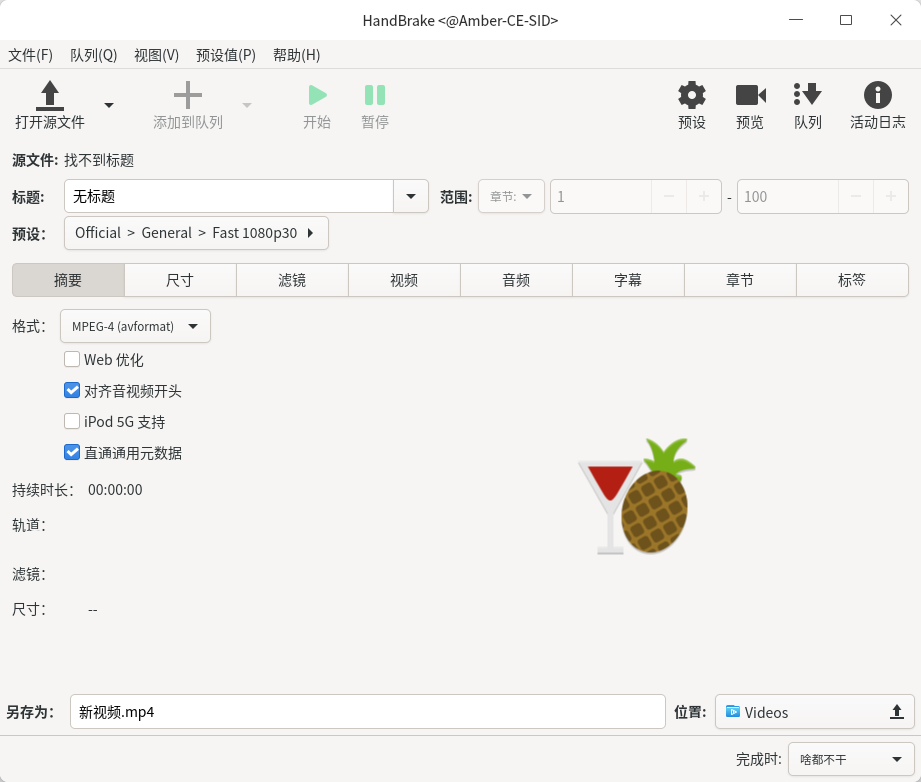 HandBrake <@Amber-CE-SID>
文件(F) 队列(Q) 视图(V) 预设值(P) 帮助(H)
打开源文件 添加到队列 开始 暂停 预设 预览 队列 活动日志
源文件: 找不到标题
标题: 无标题 范围: 章节: 1 - 100
预设: Official > General > Fast 1080p30
摘要 尺寸 滤镜 视频 音频 字幕 章节 标签
格式: MPEG-4 (avformat)
Web 优化
对齐音视频开头
iPod 5G 支持
直通通用元数据
持续时长: 00:00:00
轨道:
滤镜:
尺寸: --
另存为: 新视频.mp4 位置: Videos
完成时: 啥都不干